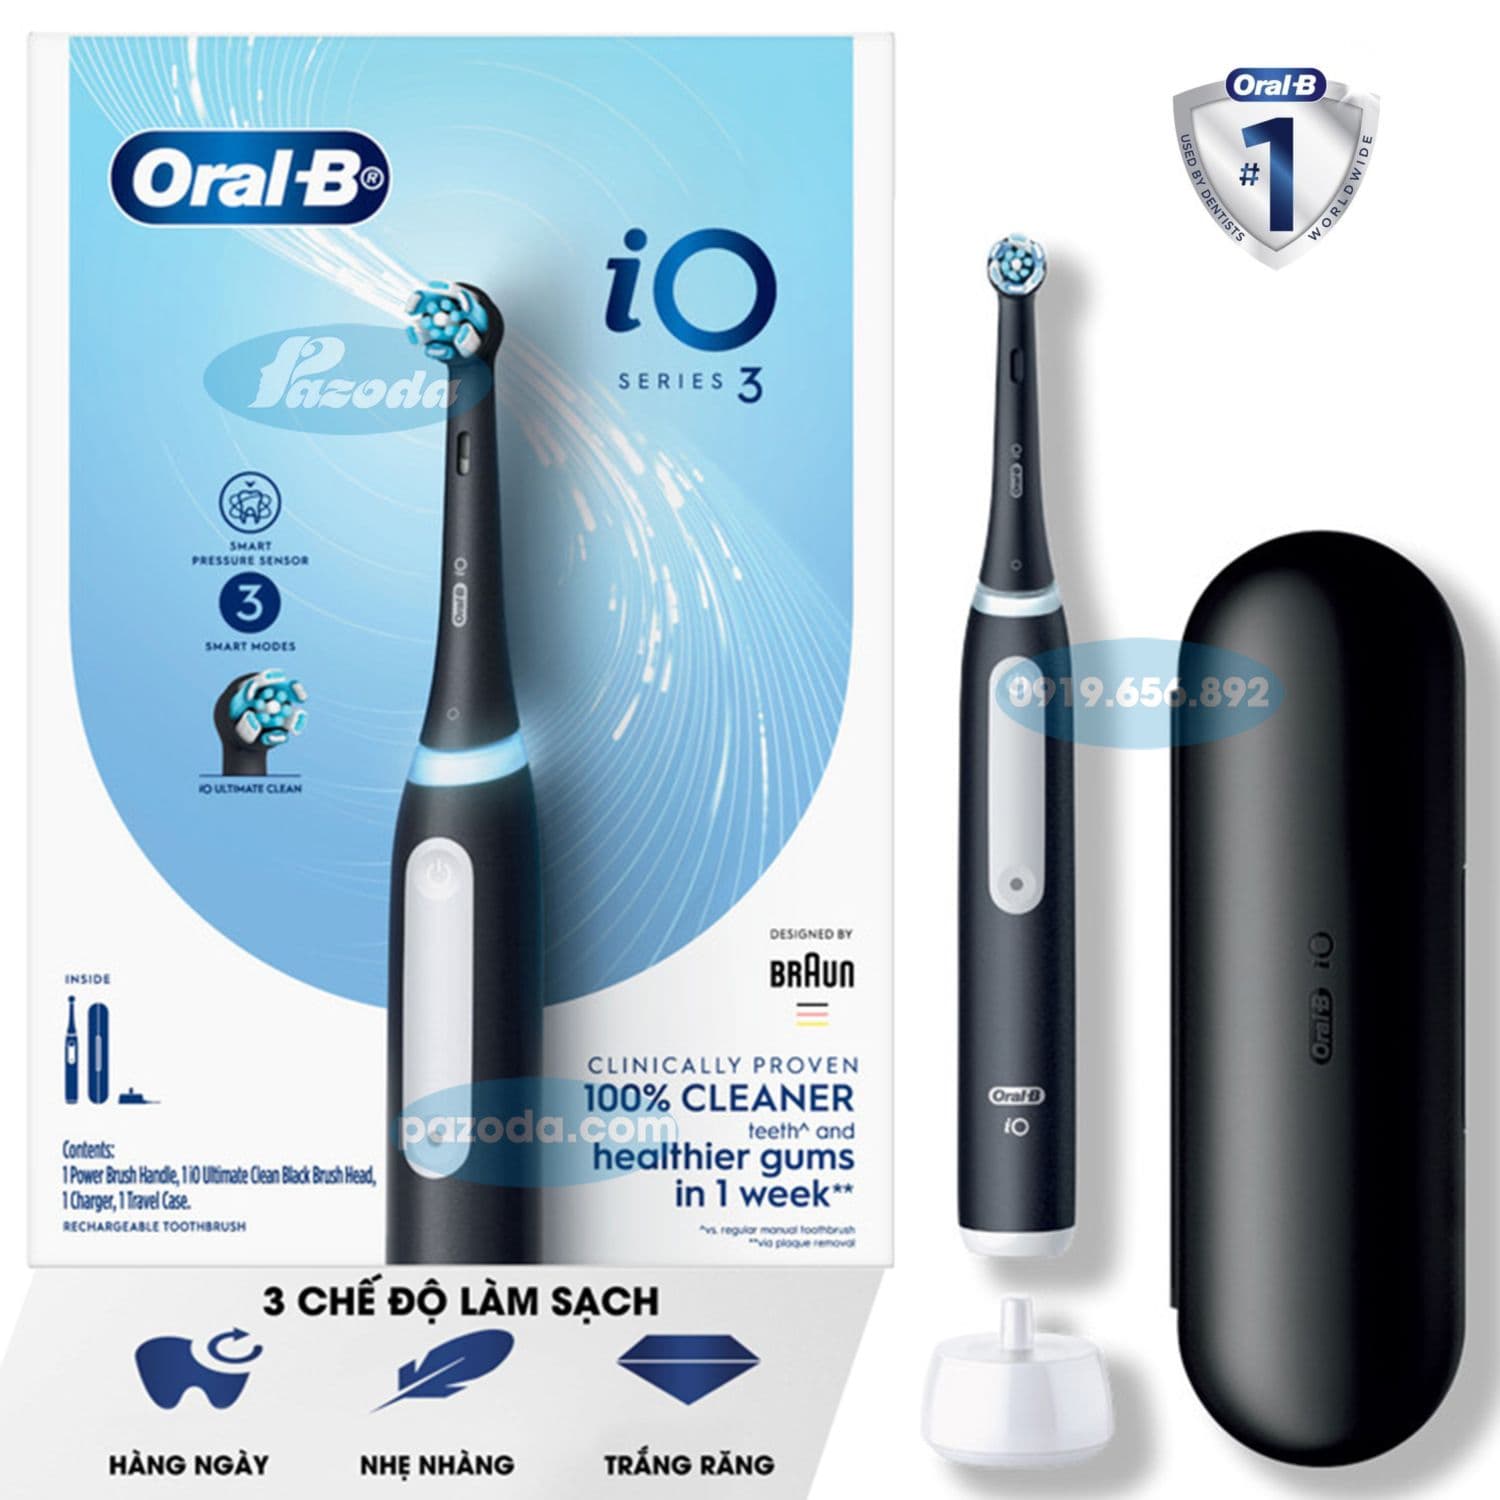 Oral-B®
iO
SERIES 3
Pazoda
SMART
PRESSURE SENSOR
3
SMART MODES
iO ULTIMATE CLEAN
Oral-B iO
DESIGNED BY
BRAUN
INSIDE
CLINICALLY PROVEN
100% CLEANER
teeth^ and
healthier gums
in 1 week**
^vs. regular manual toothbrush
**via plaque removal
pazoda.com
Contents:
1 Power Brush Handle, 1 iO Ultimate Clean Black Brush Head,
1 Charger, 1 Travel Case.
RECHARGEABLE TOOTHBRUSH
Oral-B
#1
USED BY DENTISTS
WORLDWIDE
Oral-B iO
0919.656.892
Oral-B
iO
Oral-B iO
3 CHẾ ĐỘ LÀM SẠCH
HÀNG NGÀY
NHẸ NHÀNG
TRẮNG RĂNG